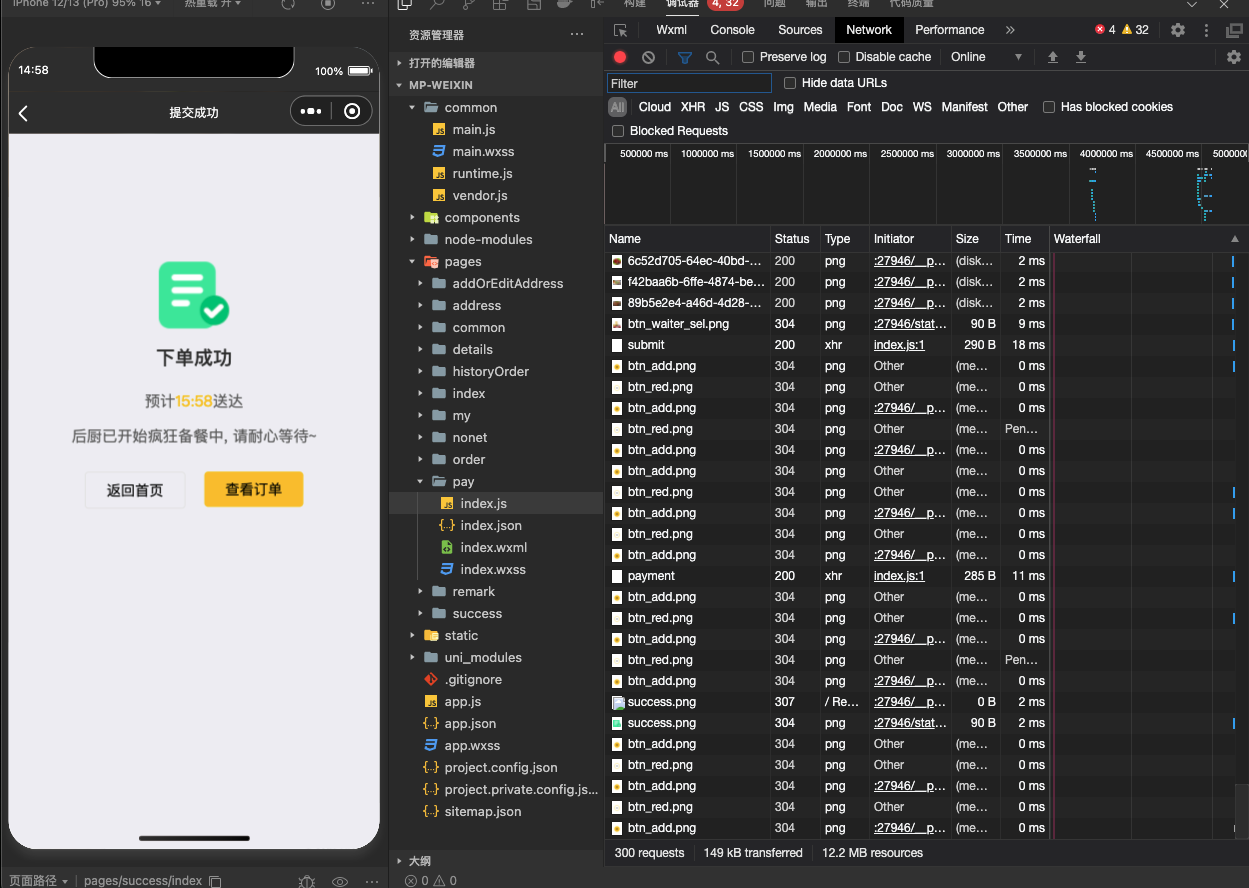 iPhone 12/13 (Pro) 95% 16
热重载 开
14:58
100%
提交成功
下单成功
预计15:58送达
后厨已开始疯狂备餐中, 请耐心等待~
返回首页
查看订单
页面路径
pages/success/index
资源管理器
打开的编辑器
MP-WEIXIN
common
main.js
main.wxss
runtime.js
vendor.js
components
node-modules
pages
addOrEditAddress
address
common
details
historyOrder
index
my
nonet
order
pay
index.js
index.json
index.wxml
index.wxss
remark
success
static
uni_modules
.gitignore
app.js
app.json
app.wxss
project.config.json
project.private.config.js...
sitemap.json
大纲
0 0
构建 调试器 4, 32 问题 输出 终端 代码质量
Wxml Console Sources Network Performance 4 32
Preserve log Disable cache Online
Filter Hide data URLs
All Cloud XHR JS CSS Img Media Font Doc WS Manifest Other Has blocked cookies
Blocked Requests
500000 ms 1000000 ms 1500000 ms 2000000 ms 2500000 ms 3000000 ms 3500000 ms 4000000 ms 4500000 ms 500000
Name Status Type Initiator Size Time Waterfall
6c52d705-64ec-40bd-... 200 png :27946/__p... (disk... 2 ms
f42baa6b-6ffe-4874-be... 200 png :27946/__p... (disk... 2 ms
89b5e2e4-a46d-4d28-... 200 png :27946/__p... (disk... 2 ms
btn_waiter_sel.png 304 png :27946/stat... 90 B 9 ms
submit 200 xhr index.js:1 290 B 18 ms
btn_add.png 304 png Other (me... 0 ms
btn_red.png 304 png Other (me... 0 ms
btn_add.png 304 png :27946/__p... (me... 0 ms
btn_red.png 304 png Other (me... Pen...
btn_add.png 304 png :27946/__p... (me... 0 ms
btn_add.png 304 png Other (me... 0 ms
btn_red.png 304 png Other (me... 0 ms
btn_add.png 304 png :27946/__p... (me... 0 ms
btn_red.png 304 png Other (me... 0 ms
btn_add.png 304 png :27946/__p... (me... 0 ms
payment 200 xhr index.js:1 285 B 11 ms
btn_add.png 304 png Other (me... 0 ms
btn_red.png 304 png Other (me... 0 ms
btn_add.png 304 png :27946/__p... (me... 0 ms
btn_red.png 304 png Other (me... Pen...
btn_add.png 304 png :27946/__p... (me... 0 ms
success.png 307 / Re... :27946/__p... 0 B 2 ms
success.png 304 png :27946/stat... 90 B 2 ms
btn_add.png 304 png Other (me... 0 ms
btn_red.png 304 png Other (me... 0 ms
btn_add.png 304 png :27946/__p... (me... 0 ms
btn_red.png 304 png Other (me... 0 ms
btn_add.png 304 png :27946/__p... (me... 0 ms
300 requests 149 kB transferred 12.2 MB resources